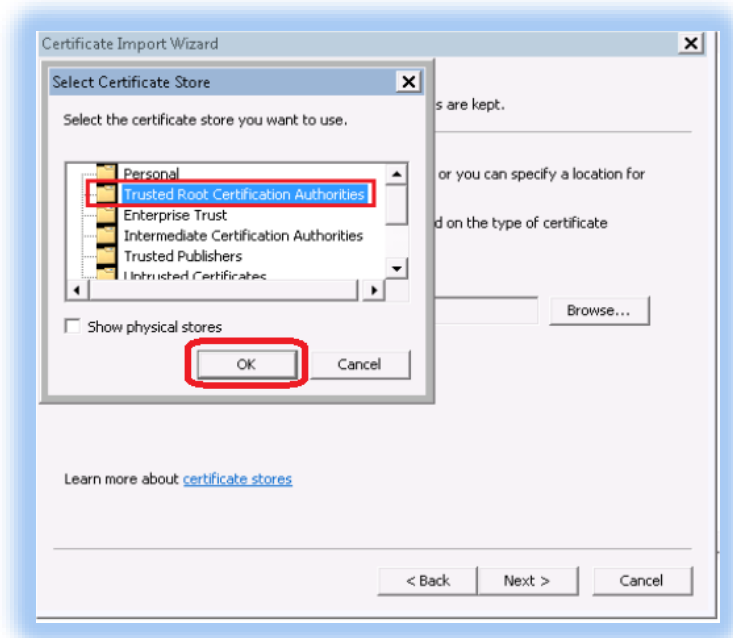 Certificate Import Wizard
Select Certificate Store
s are kept.
Select the certificate store you want to use.
Personal
or you can specify a location for
Trusted Root Certification Authorities
Enterprise Trust
d on the type of certificate
Intermediate Certification Authorities
Trusted Publishers
Untrusted Certificates
Browse...
Show physical stores
OK
Cancel
Learn more about certificate stores
< Back
Next >
Cancel